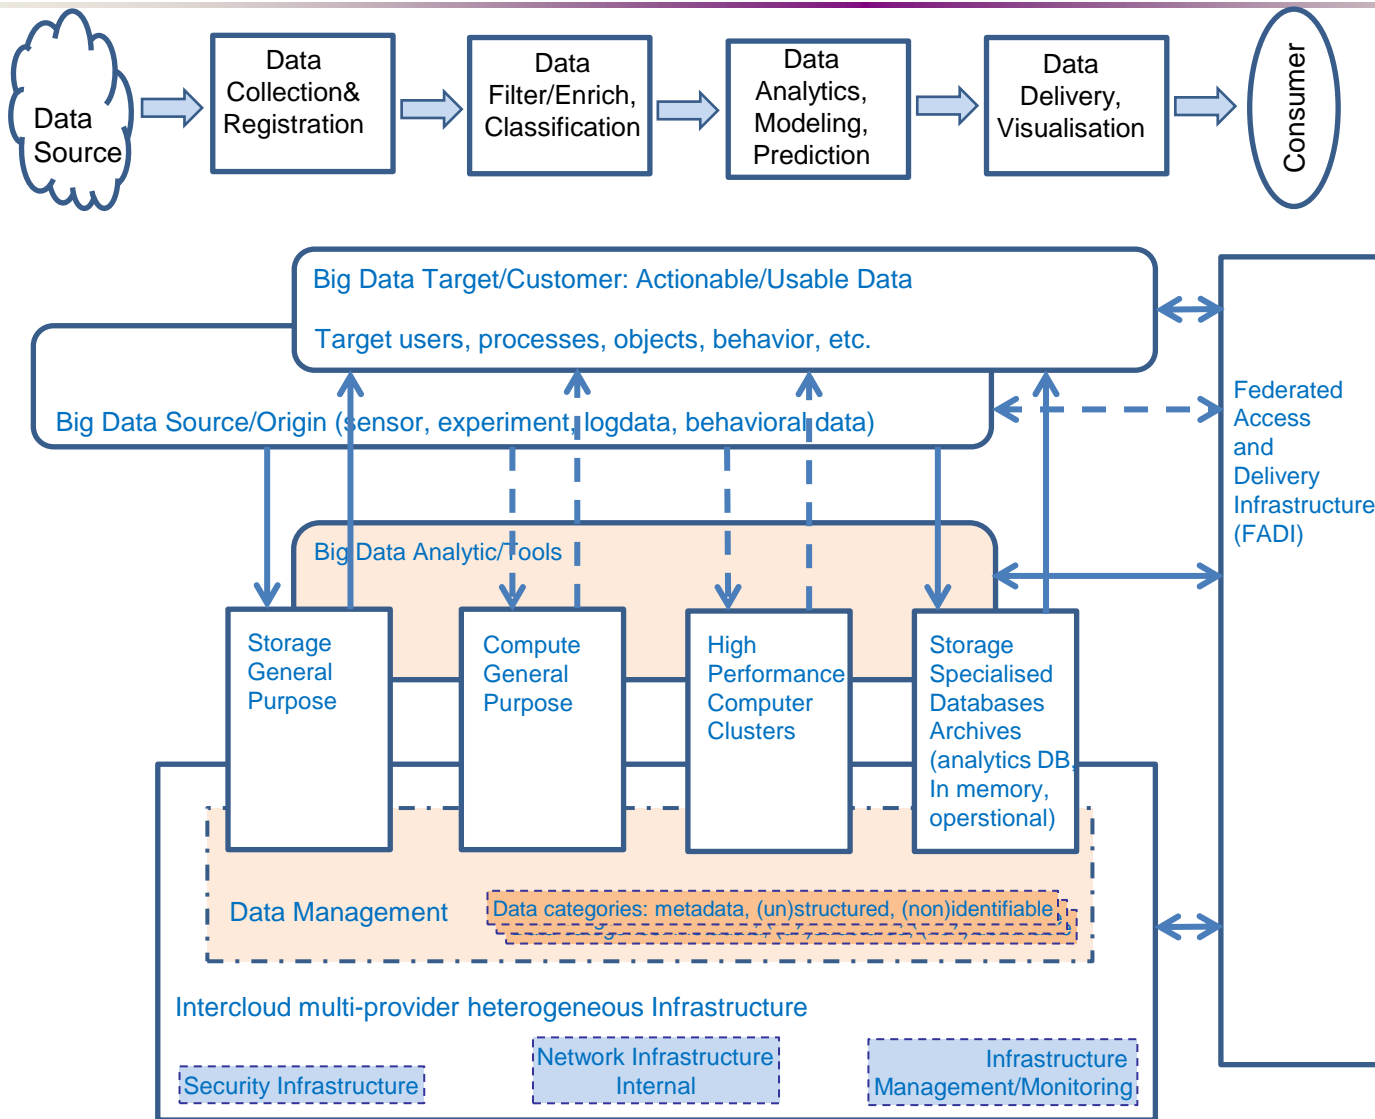 Data
Source
Data
Collection&
Registration
Data
Filter/Enrich,
Classification
Data
Analytics,
Modeling,
Prediction
Data
Delivery,
Visualisation
Consumer
Big Data Target/Customer: Actionable/Usable Data
Target users, processes, objects, behavior, etc.
Big Data Source/Origin (sensor, experiment, logdata, behavioral data)
Federated
Access
and
Delivery
Infrastructure
(FADI)
Big Data Analytic/Tools
Storage
General
Purpose
Compute
General
Purpose
High
Performance
Computer
Clusters
Storage
Specialised
Databases
Archives
(analytics DB,
In memory,
operstional)
Data Management
Data categories: metadata, (un)structured, (non)identifiable
Intercloud multi-provider heterogeneous Infrastructure
Security Infrastructure
Network Infrastructure
Internal
Infrastructure
Management/Monitoring